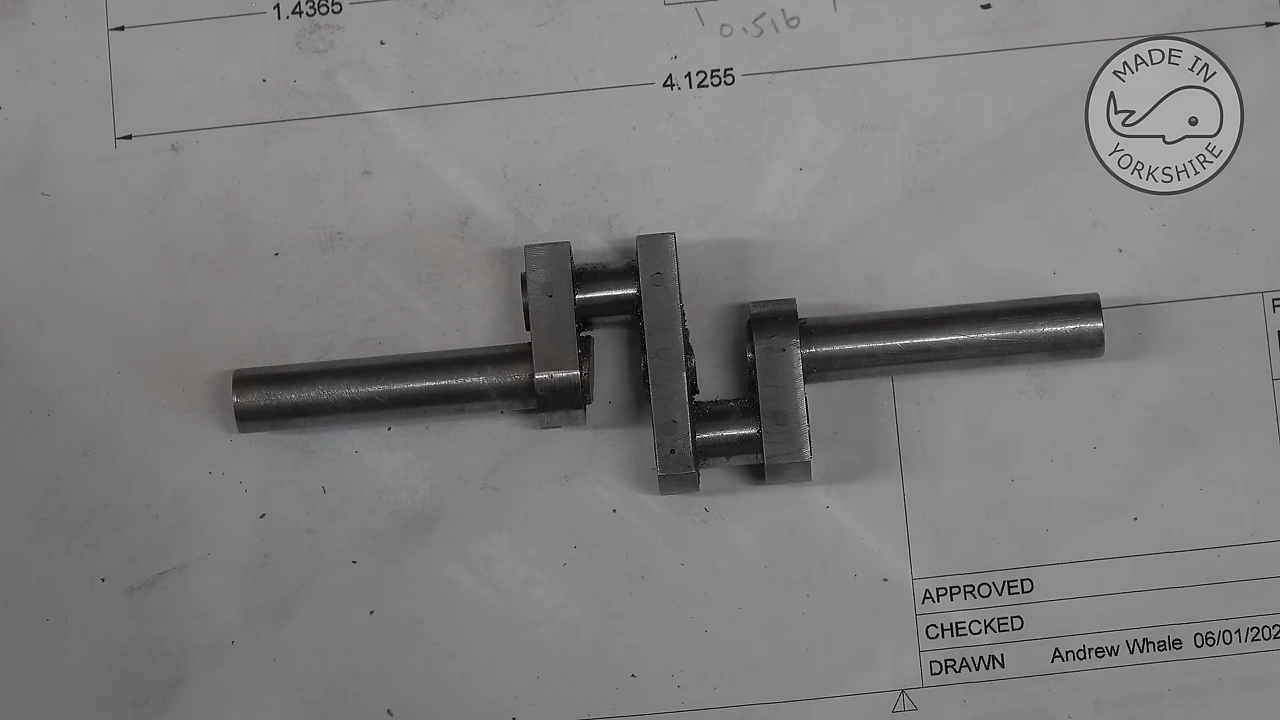 1.4365
0.516
4.1255
MADE IN
YORKSHIRE
APPROVED
CHECKED
DRAWN Andrew Whale 06/01/202